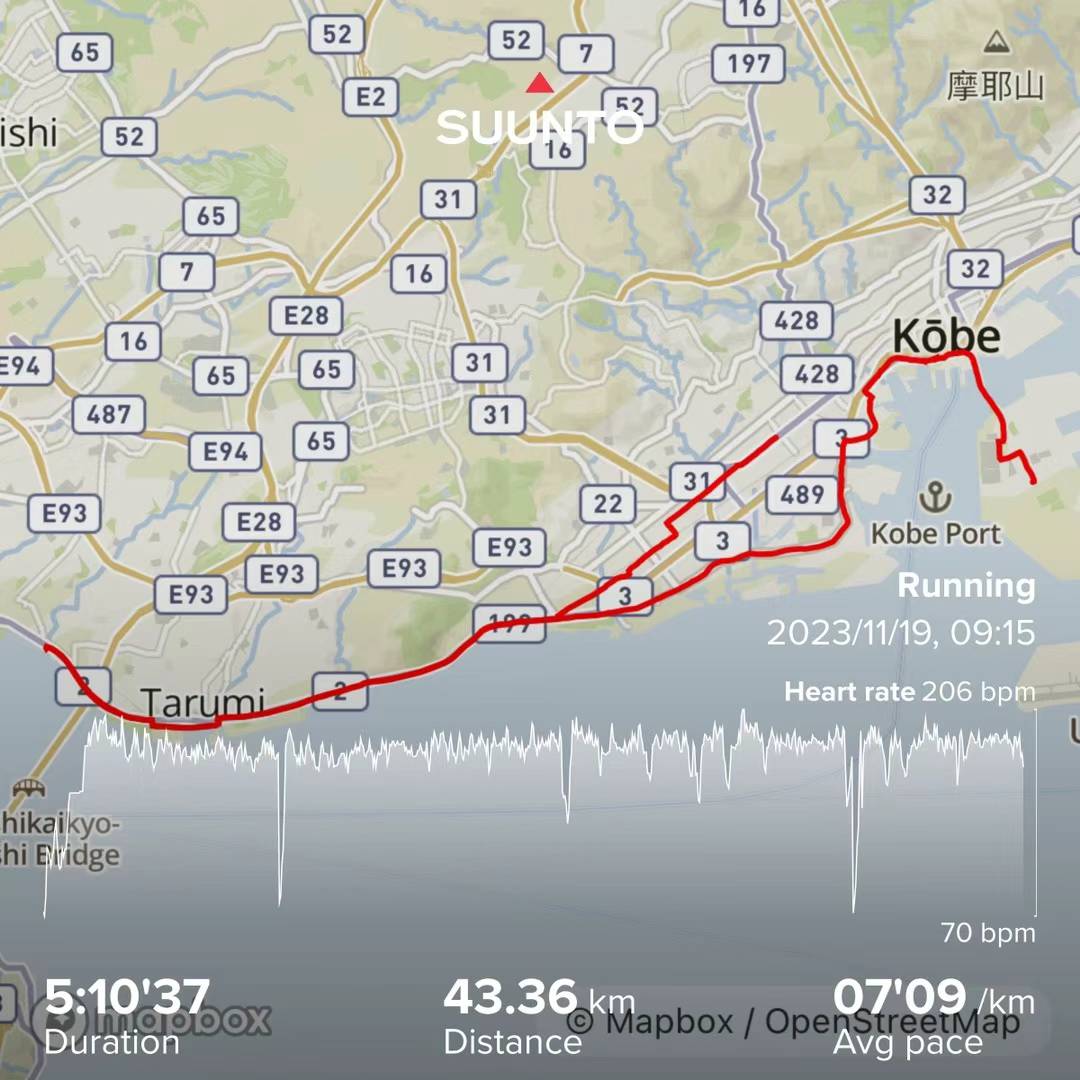 16
52
52
7
65
197
E2
摩耶山
52
SUUNTO
ishi
52
16
32
31
65
7
16
32
E28
428
Kōbe
16
E94
65
65
31
428
487
31
65
3
E94
31
489
22
E93
Kobe Port
E28
3
E93
E93
E93
E93
3
199
Running
2023/11/19, 09:15
2
2
Tarumi
Heart rate 206 bpm
hikaikyo-
shi Bridge
70 bpm
5:10'37
43.36 km
07'09 /km
mapbox
© Mapbox / OpenStreetMap
Duration
Distance
Avg pace